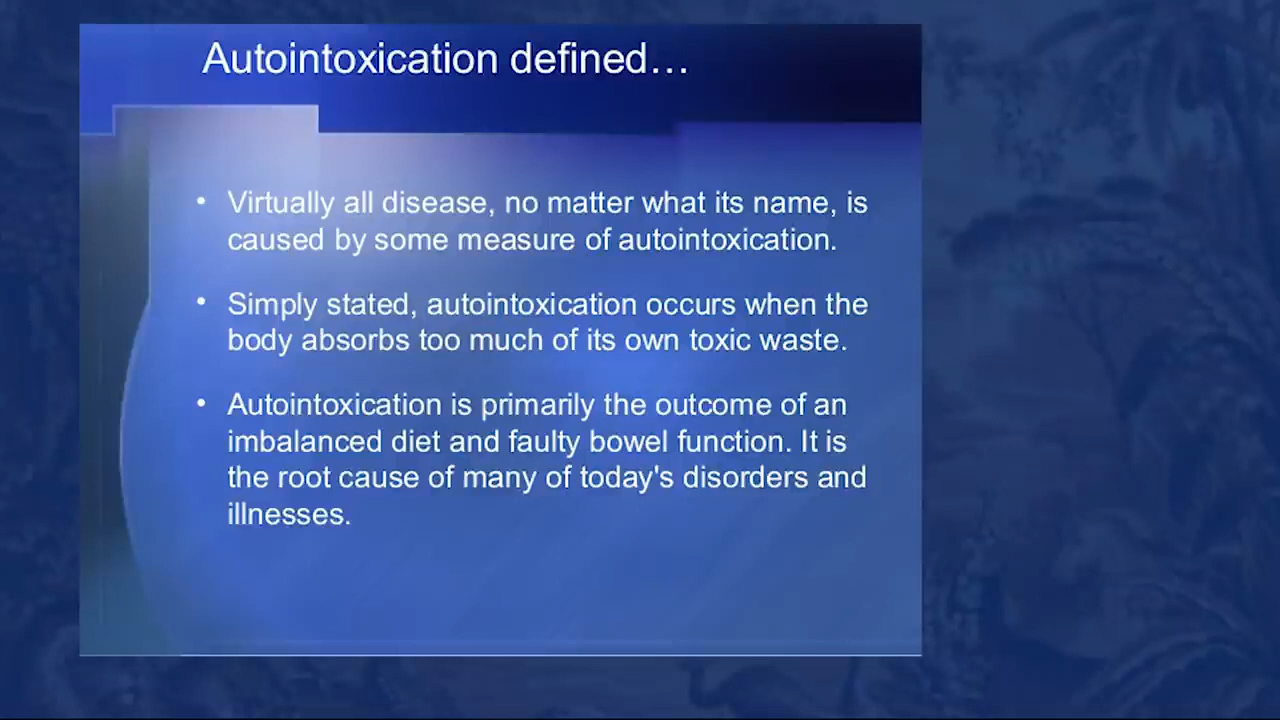 Autointoxication defined…
• Virtually all disease, no matter what its name, is
caused by some measure of autointoxication.
• Simply stated, autointoxication occurs when the
body absorbs too much of its own toxic waste.
• Autointoxication is primarily the outcome of an
imbalanced diet and faulty bowel function. It is
the root cause of many of today's disorders and
illnesses.